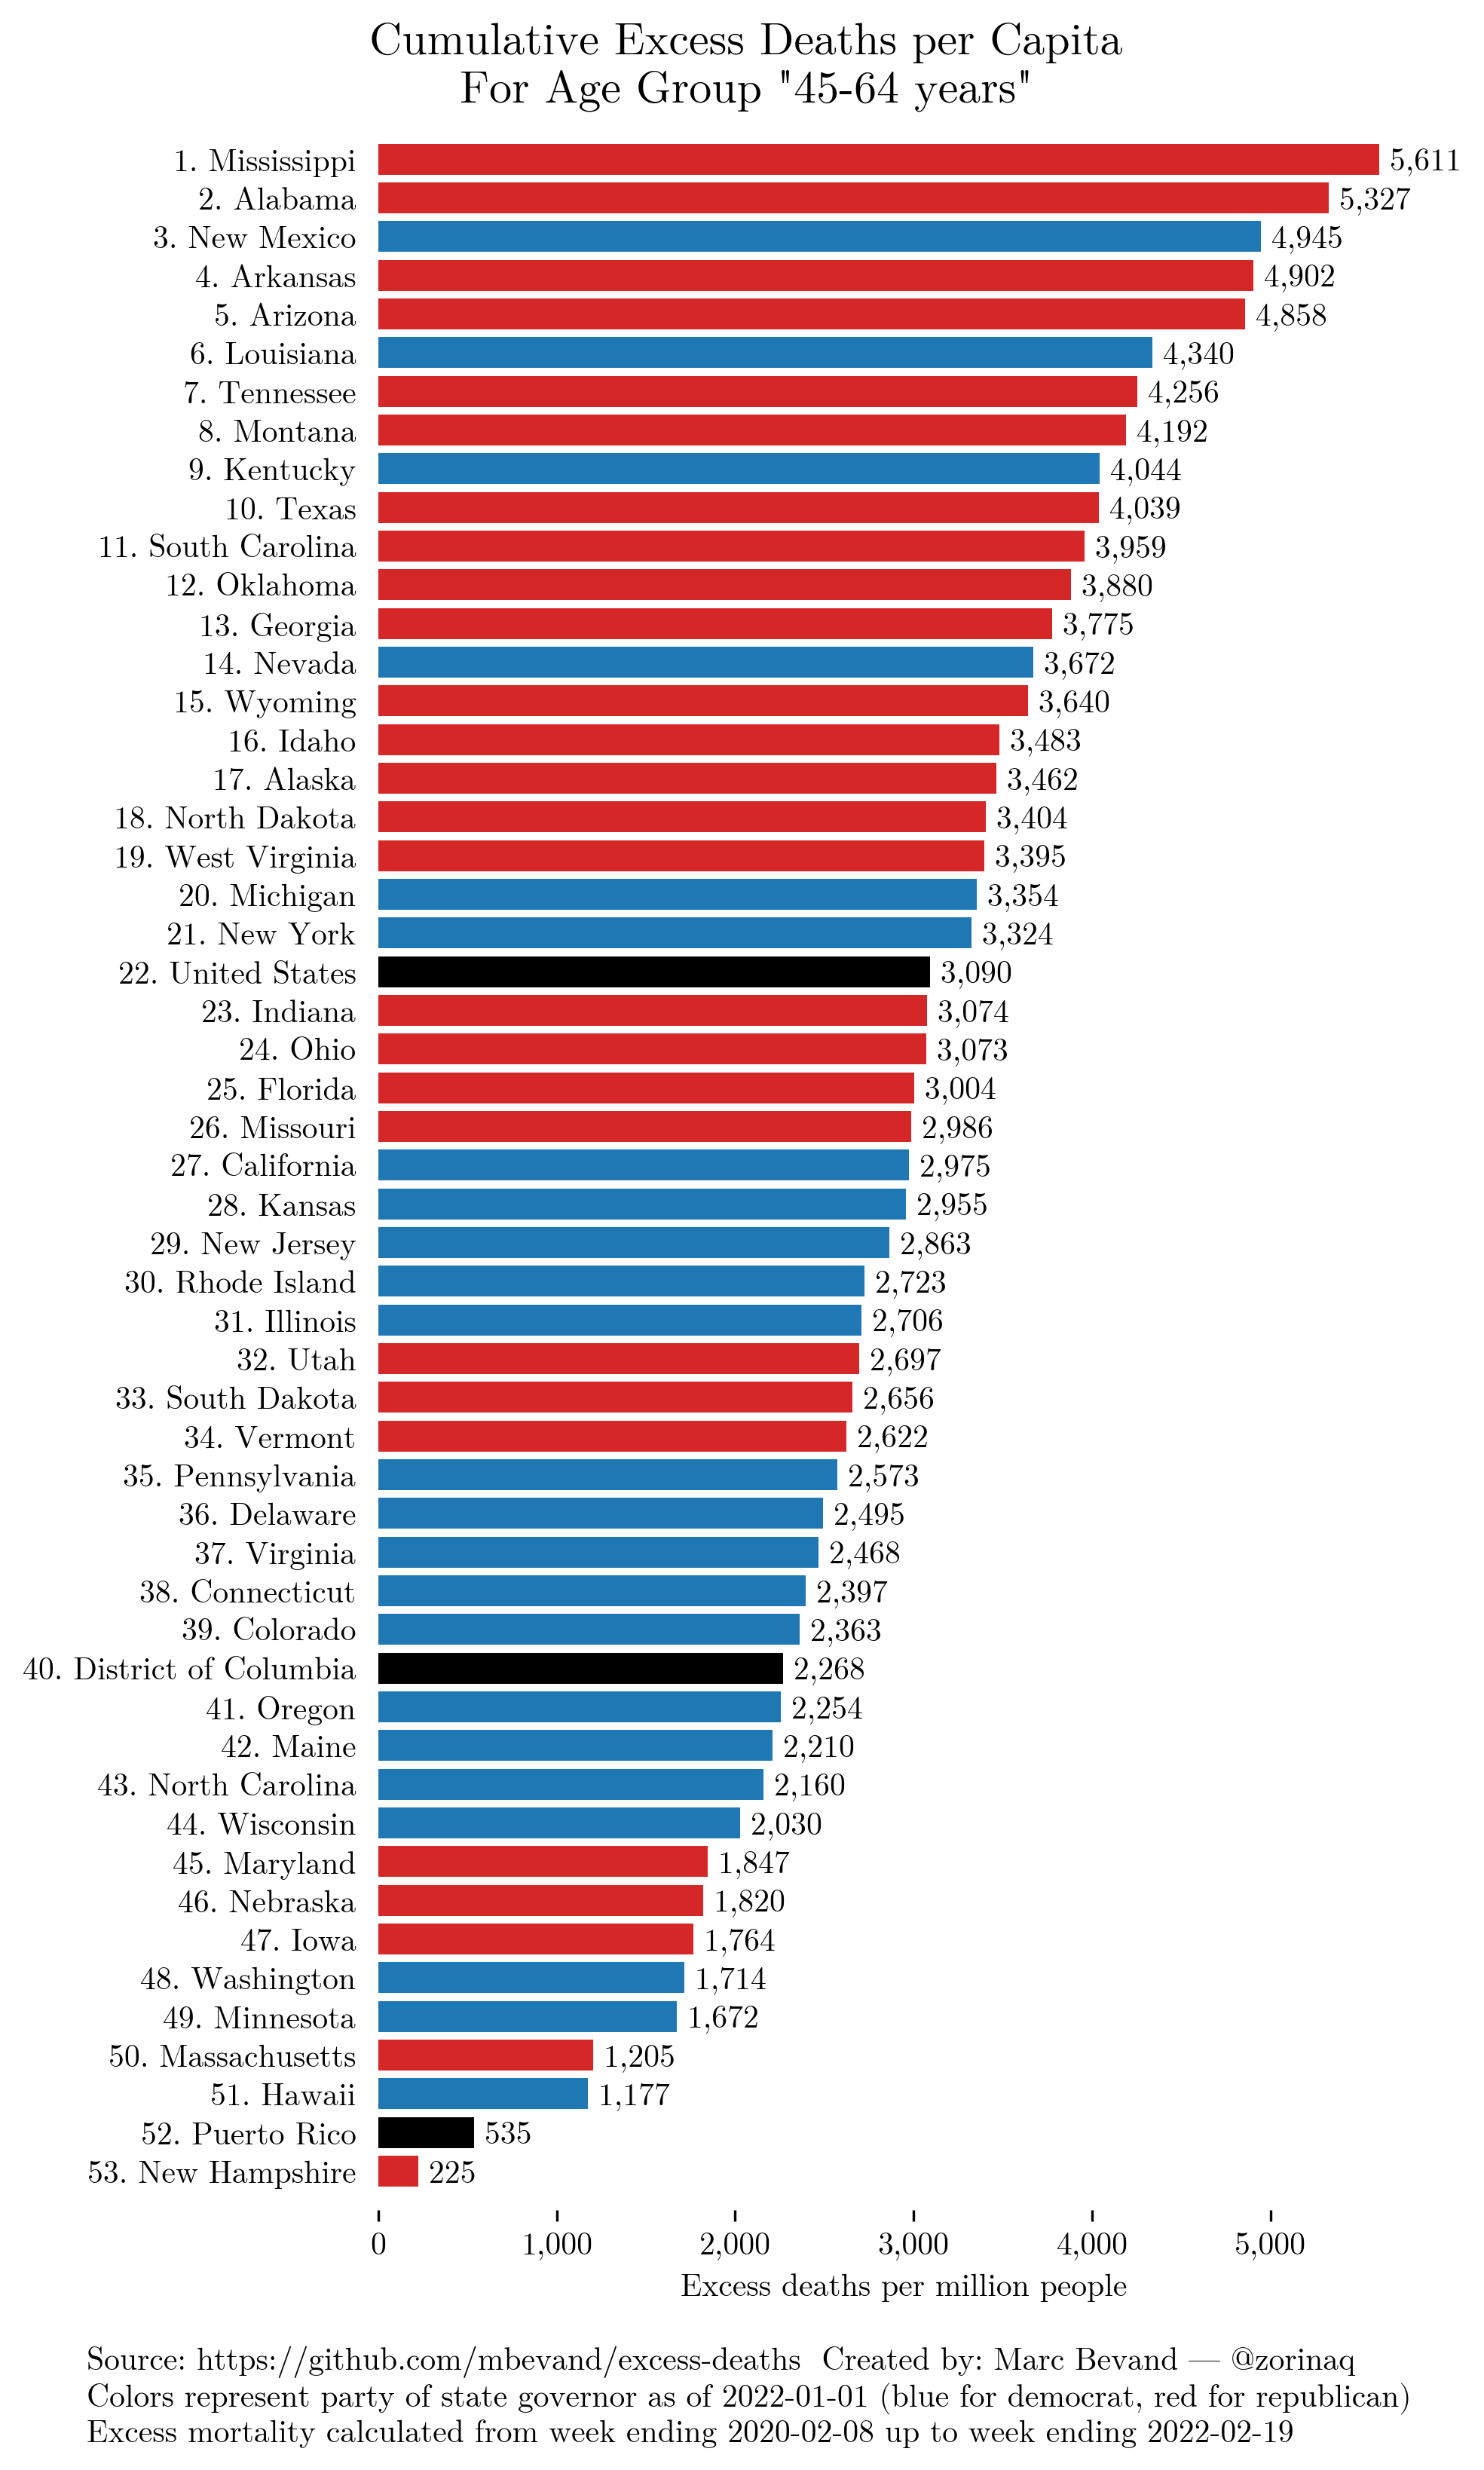 Cumulative Excess Deaths per Capita
For Age Group "45-64 years"
1. Mississippi 5,611
2. Alabama 5,327
3. New Mexico 4,945
4. Arkansas 4,902
5. Arizona 4,858
6. Louisiana 4,340
7. Tennessee 4,256
8. Montana 4,192
9. Kentucky 4,044
10. Texas 4,039
11. South Carolina 3,959
12. Oklahoma 3,880
13. Georgia 3,775
14. Nevada 3,672
15. Wyoming 3,640
16. Idaho 3,483
17. Alaska 3,462
18. North Dakota 3,404
19. West Virginia 3,395
20. Michigan 3,354
21. New York 3,324
22. United States 3,090
23. Indiana 3,074
24. Ohio 3,073
25. Florida 3,004
26. Missouri 2,986
27. California 2,975
28. Kansas 2,955
29. New Jersey 2,863
30. Rhode Island 2,723
31. Illinois 2,706
32. Utah 2,697
33. South Dakota 2,656
34. Vermont 2,622
35. Pennsylvania 2,573
36. Delaware 2,495
37. Virginia 2,468
38. Connecticut 2,397
39. Colorado 2,363
40. District of Columbia 2,268
41. Oregon 2,254
42. Maine 2,210
43. North Carolina 2,160
44. Wisconsin 2,030
45. Maryland 1,847
46. Nebraska 1,820
47. Iowa 1,764
48. Washington 1,714
49. Minnesota 1,672
50. Massachusetts 1,205
51. Hawaii 1,177
52. Puerto Rico 535
53. New Hampshire 225
0 1,000 2,000 3,000 4,000 5,000
Excess deaths per million people
Source: https://github.com/mbevand/excess-deaths Created by: Marc Bevand — @zorinaq
Colors represent party of state governor as of 2022-01-01 (blue for democrat, red for republican)
Excess mortality calculated from week ending 2020-02-08 up to week ending 2022-02-19